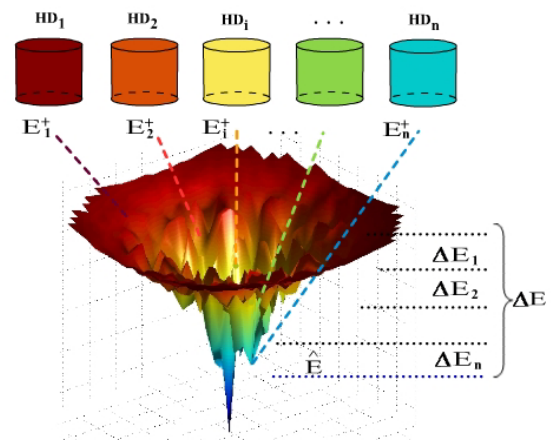 HD₁ HD₂ HDᵢ . . . HDₙ
E₁⁺ E₂⁺ Eᵢ⁺ . . . Eₙ⁺
ΔE₁
ΔE₂
ΔE
Ê ΔEₙ